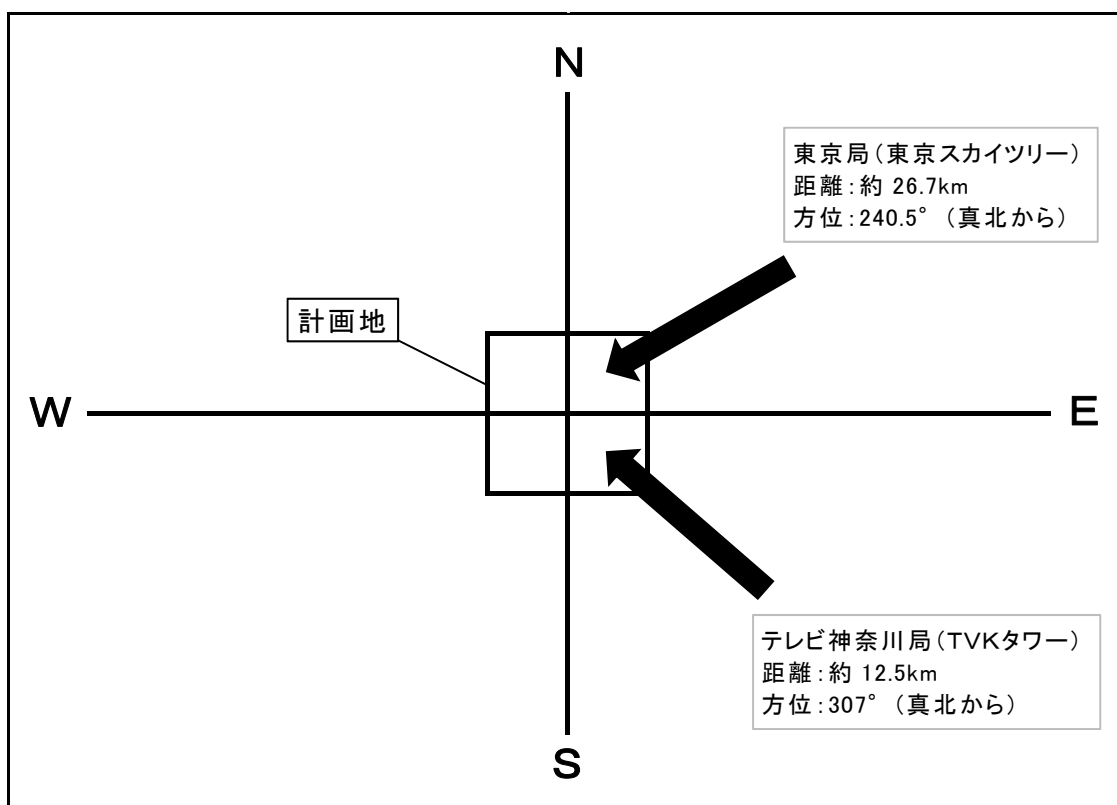 N
東京局(東京スカイツリー)
距離:約 26.7km
方位:240.5°(真北から)
計画地
W
E
テレビ神奈川局(TVKタワー)
距離:約 12.5km
方位:307°(真北から)
S